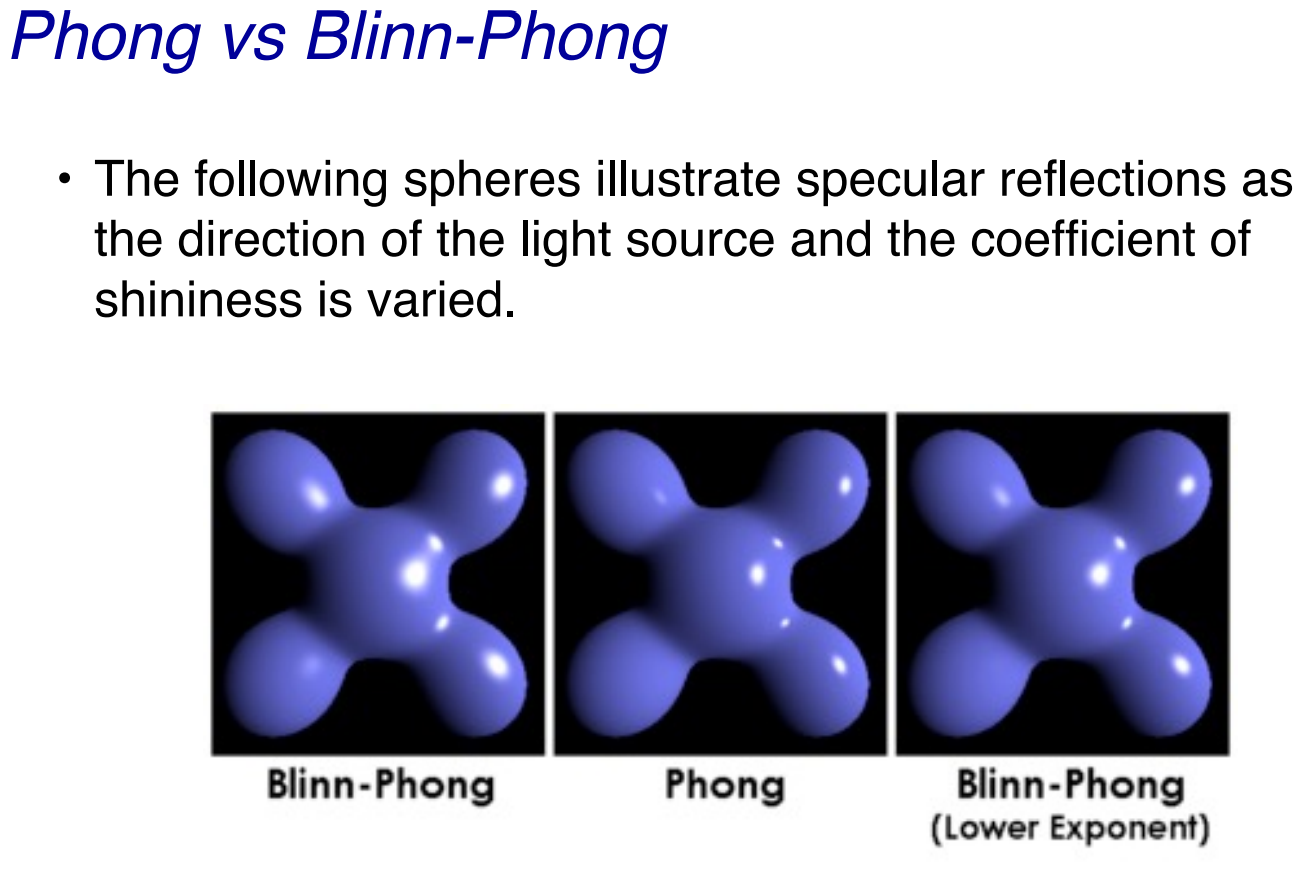 Phong vs Blinn-Phong
• The following spheres illustrate specular reflections as
the direction of the light source and the coefficient of
shininess is varied.
Blinn-Phong
Phong
Blinn-Phong
(Lower Exponent)